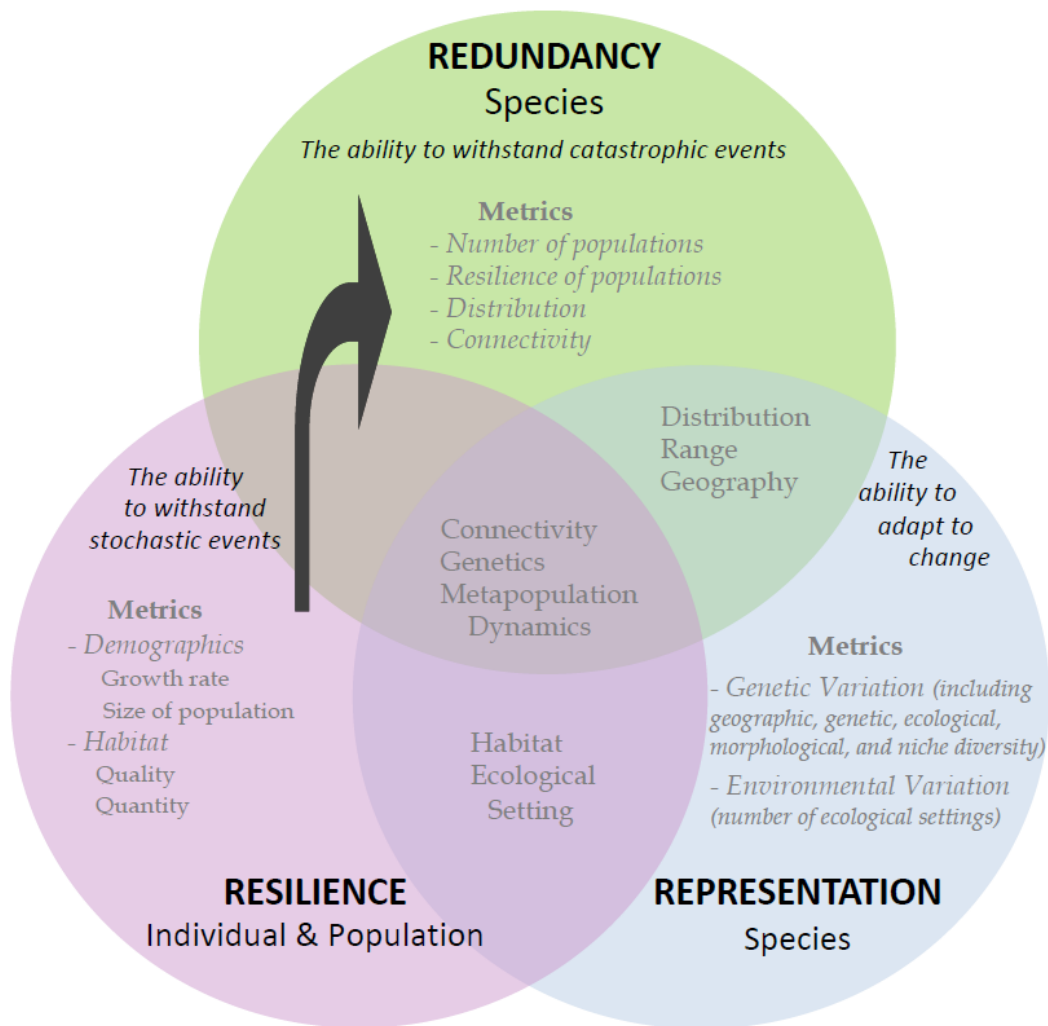 REDUNDANCY
Species
The ability to withstand catastrophic events
Metrics
- Number of populations
- Resilience of populations
- Distribution
- Connectivity
Distribution
Range
Geography
The ability
to withstand
stochastic events
The
ability to
adapt to
change
Connectivity
Genetics
Metapopulation
Dynamics
Metrics
- Demographics
Growth rate
Size of population
- Habitat
Quality
Quantity
Habitat
Ecological
Setting
Metrics
- Genetic Variation (including
geographic, genetic, ecological,
morphological, and niche diversity)
- Environmental Variation
(number of ecological settings)
RESILIENCE
Individual & Population
REPRESENTATION
Species